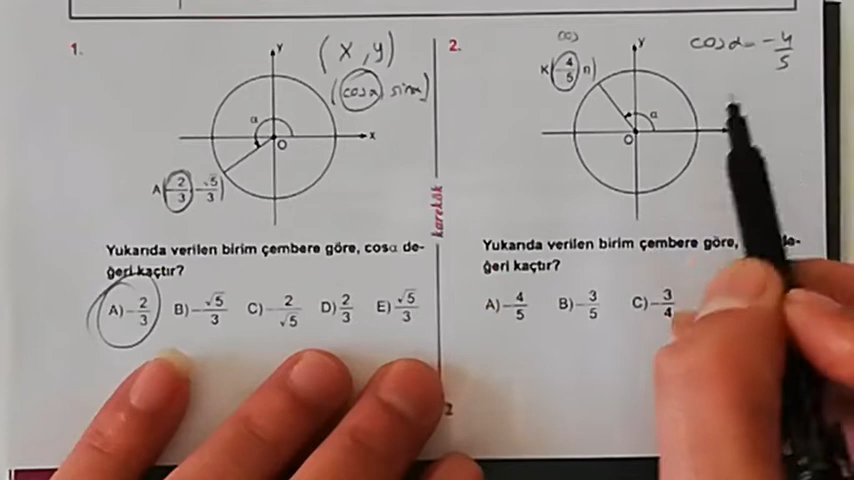 1.
y
(x, y)
(cosα, sinα)
α
O
x
A(-2/3, -√5/3)
Yukarıda verilen birim çembere göre, cosα de-
ğeri kaçtır?
A) -2/3 B) -√5/3 C) -2/√5 D) 2/3 E) √5/3
karekök
2.
cos
y
cosα = -4/5
K(-4/5, n)
α
O
Yukarıda verilen birim çembere göre, de-
ğeri kaçtır?
A) -4/5 B) -3/5 C) -3/4
2